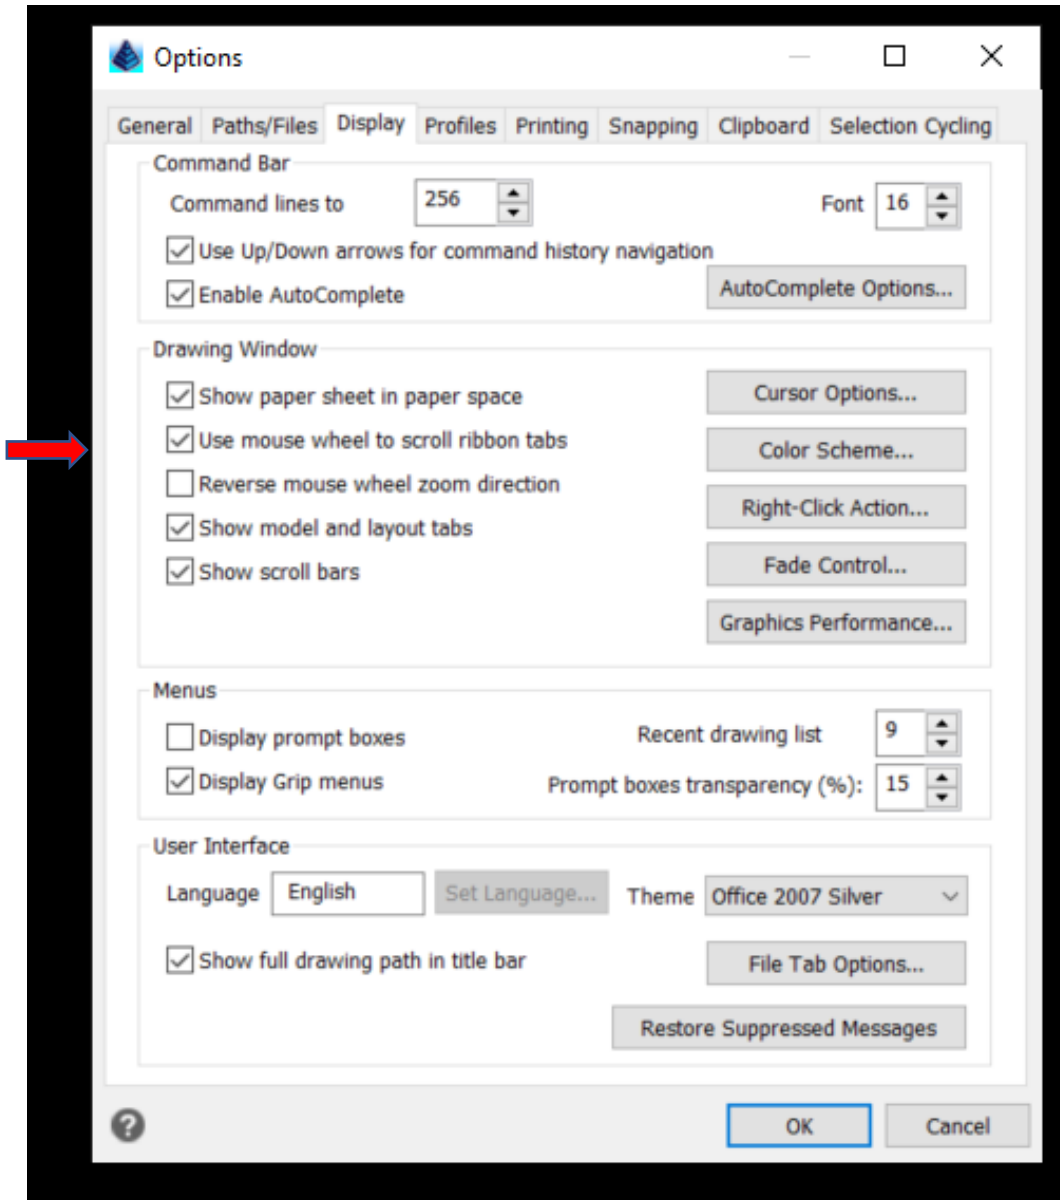 Options
General Paths/Files Display Profiles Printing Snapping Clipboard Selection Cycling
Command Bar
Command lines to 256 Font 16
Use Up/Down arrows for command history navigation
Enable AutoComplete AutoComplete Options...
Drawing Window
Show paper sheet in paper space Cursor Options...
Use mouse wheel to scroll ribbon tabs Color Scheme...
Reverse mouse wheel zoom direction
Right-Click Action...
Show model and layout tabs
Show scroll bars Fade Control...
Graphics Performance...
Menus
Display prompt boxes Recent drawing list 9
Display Grip menus Prompt boxes transparency (%): 15
User Interface
Language English Set Language... Theme Office 2007 Silver
Show full drawing path in title bar File Tab Options...
Restore Suppressed Messages
? OK Cancel